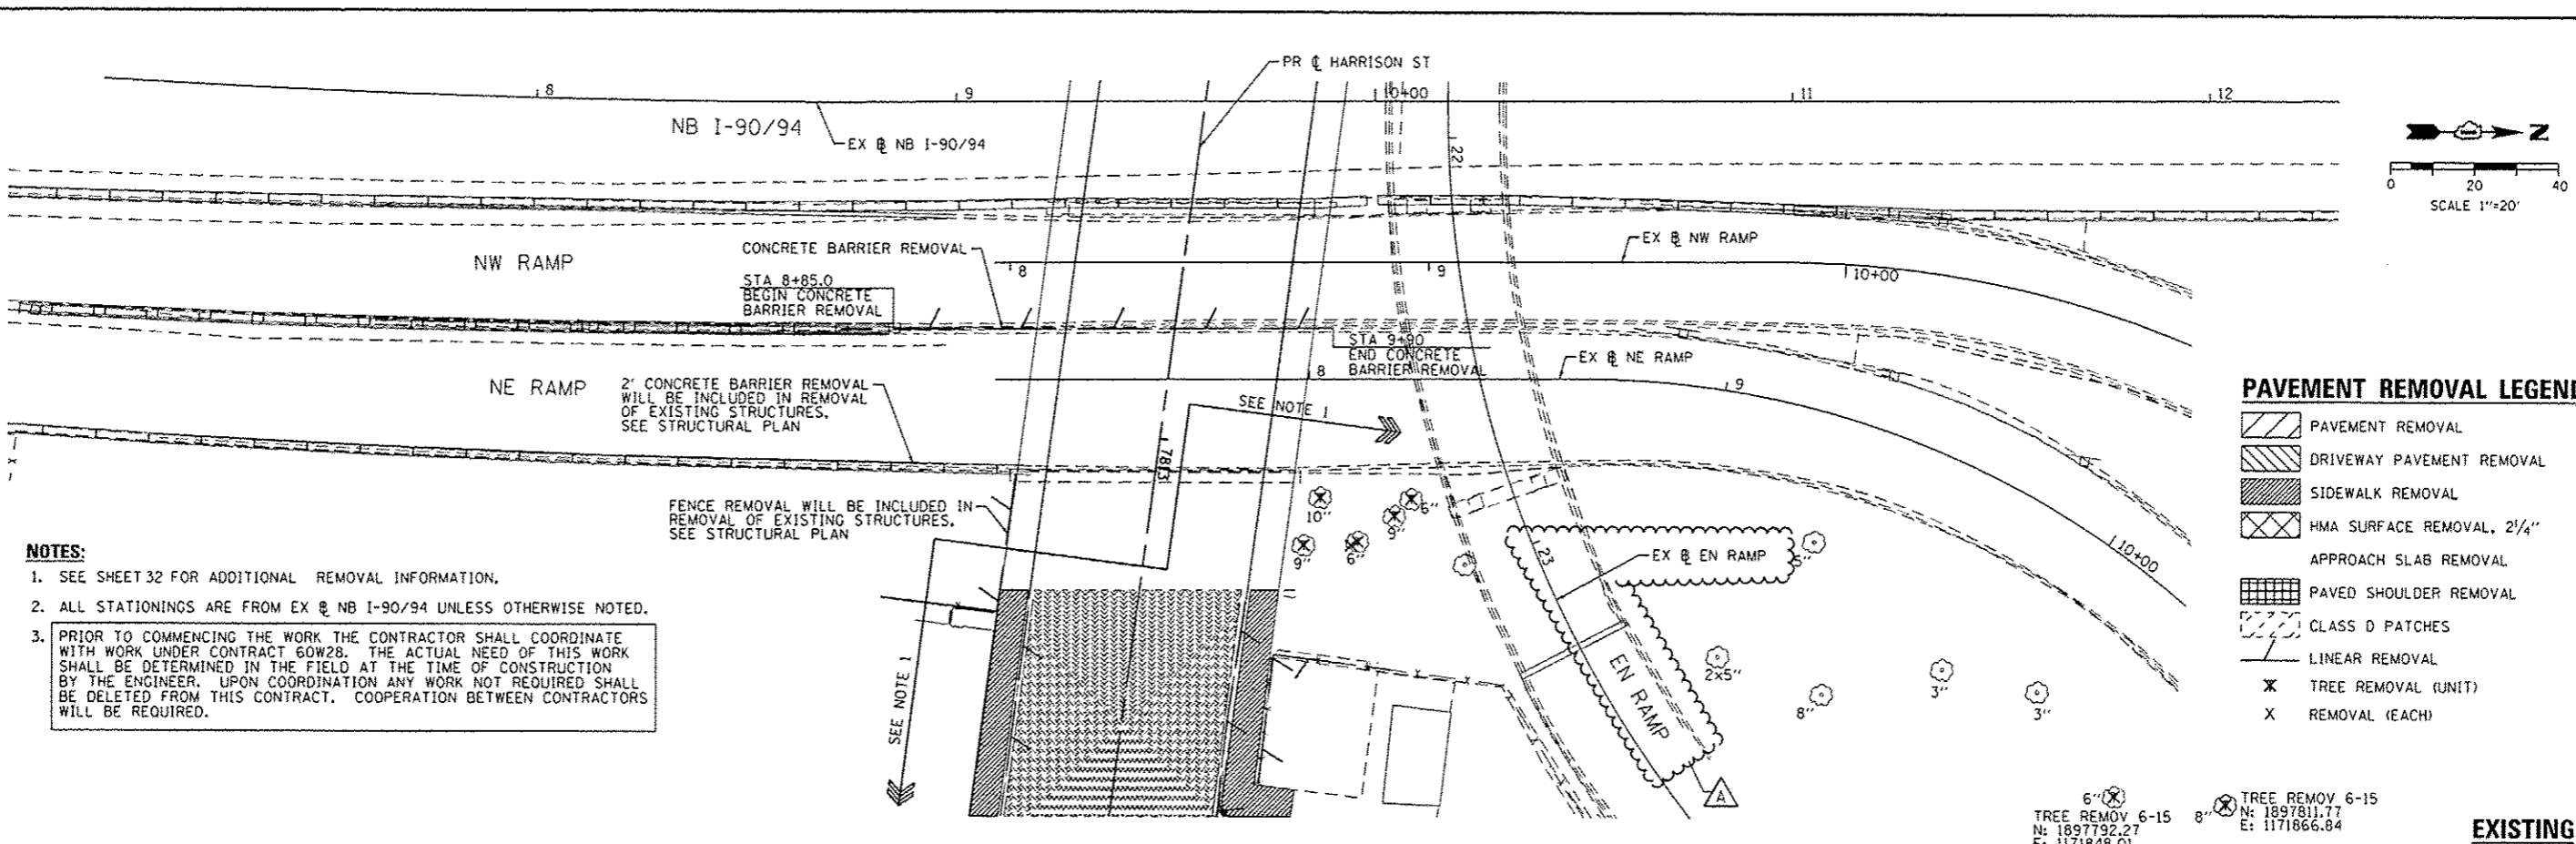 PR ℄ HARRISON ST
8
9
10+00
11
12
NB I-90/94
EX ℄ NB I-90/94
22
Z
0 20 40
SCALE 1"=20'
CONCRETE BARRIER REMOVAL
EX ℄ NW RAMP
NW RAMP
8
9
10+00
STA 8+85.0
BEGIN CONCRETE
BARRIER REMOVAL
STA 9+90
END CONCRETE
BARRIER REMOVAL
EX ℄ NE RAMP
8
9
10+00
NE RAMP
2' CONCRETE BARRIER REMOVAL
WILL BE INCLUDED IN REMOVAL
OF EXISTING STRUCTURES.
SEE STRUCTURAL PLAN
SEE NOTE 1
PAVEMENT REMOVAL LEGEND
PAVEMENT REMOVAL
DRIVEWAY PAVEMENT REMOVAL
SIDEWALK REMOVAL
HMA SURFACE REMOVAL, 2¼"
APPROACH SLAB REMOVAL
PAVED SHOULDER REMOVAL
CLASS D PATCHES
LINEAR REMOVAL
TREE REMOVAL (UNIT)
X REMOVAL (EACH)
FENCE REMOVAL WILL BE INCLUDED IN
REMOVAL OF EXISTING STRUCTURES.
SEE STRUCTURAL PLAN
10"
6"
9"
9"
6"
23
EX ℄ EN RAMP
5"
NOTES:
1. SEE SHEET 32 FOR ADDITIONAL REMOVAL INFORMATION.
2. ALL STATIONINGS ARE FROM EX ℄ NB I-90/94 UNLESS OTHERWISE NOTED.
3. PRIOR TO COMMENCING THE WORK THE CONTRACTOR SHALL COORDINATE
WITH WORK UNDER CONTRACT 60W28. THE ACTUAL NEED OF THIS WORK
SHALL BE DETERMINED IN THE FIELD AT THE TIME OF CONSTRUCTION
BY THE ENGINEER. UPON COORDINATION ANY WORK NOT REQUIRED SHALL
BE DELETED FROM THIS CONTRACT. COOPERATION BETWEEN CONTRACTORS
WILL BE REQUIRED.
SEE NOTE 1
EN RAMP
2x5"
8"
3"
3"
A
6"
TREE REMOV 6-15
N: 1897792.27
E: 1171848.01
8"
TREE REMOV 6-15
N: 1897811.77
E: 1171866.84
EXISTING